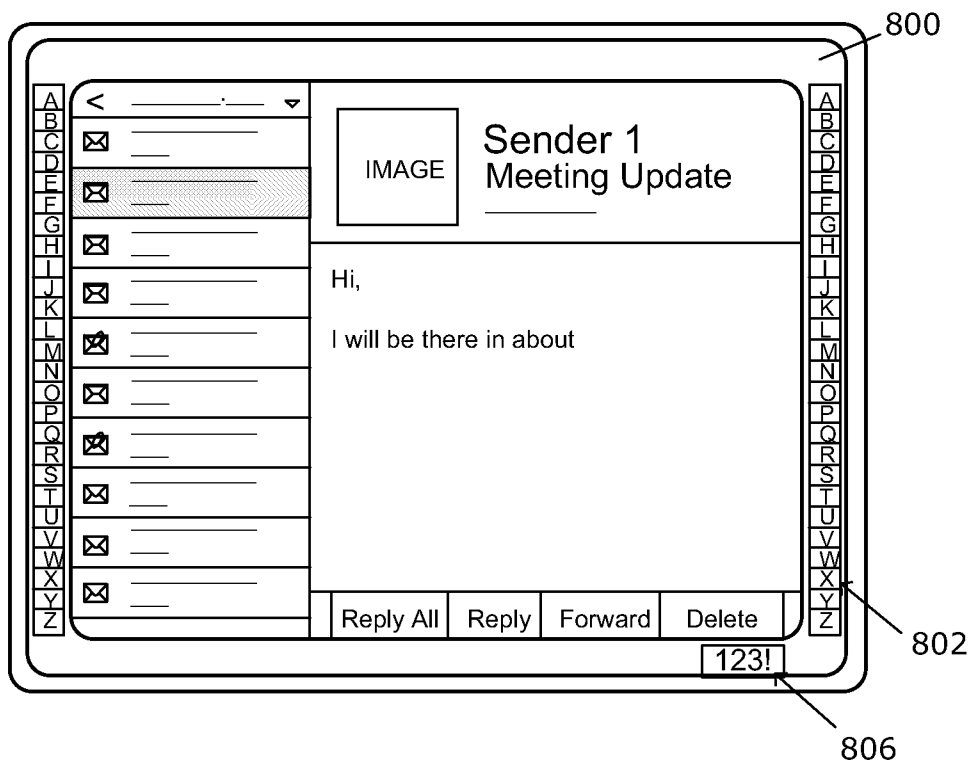 800
A
B
C
D
E
F
G
H
I
J
K
L
M
N
O
P
Q
R
S
T
U
V
W
X
Y
Z
<
IMAGE
Sender 1
Meeting Update
Hi,
I will be there in about
Reply All Reply Forward Delete
A
B
C
D
E
F
G
H
I
J
K
L
M
N
O
P
Q
R
S
T
U
V
W
X
Y
Z
802
123!
806